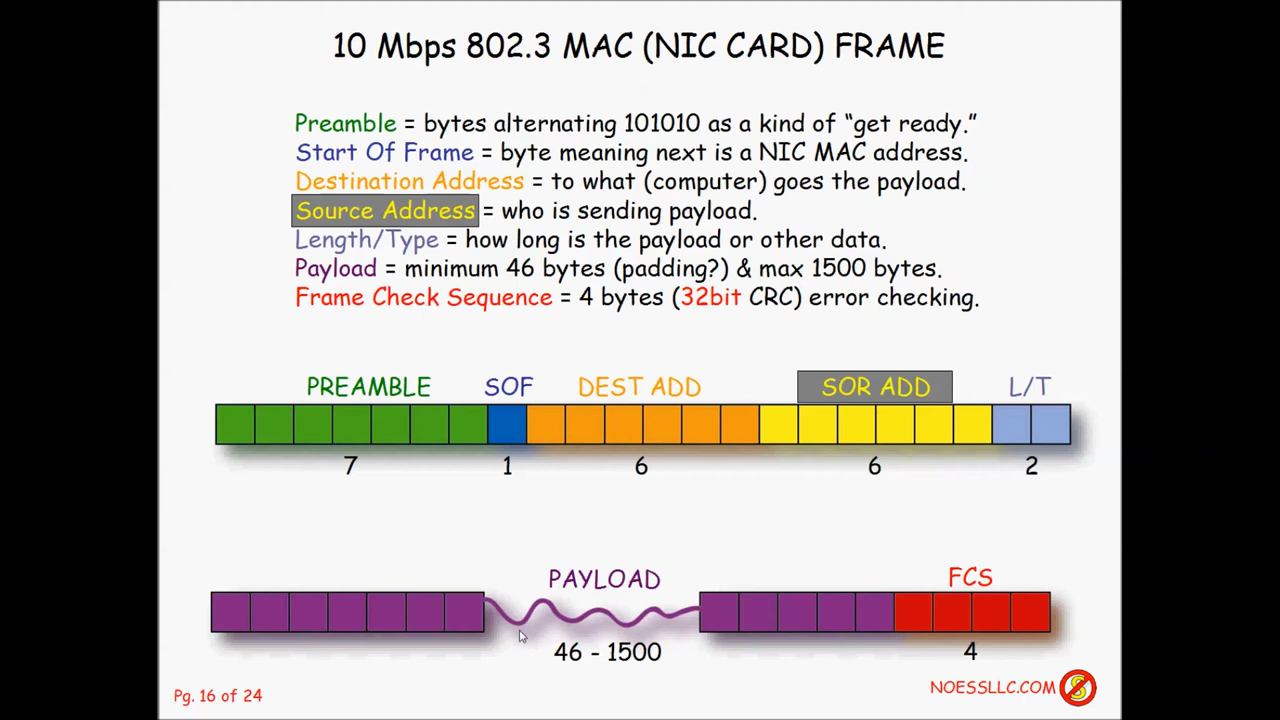 10 Mbps 802.3 MAC (NIC CARD) FRAME
Preamble = bytes alternating 101010 as a kind of “get ready.”
Start Of Frame = byte meaning next is a NIC MAC address.
Destination Address = to what (computer) goes the payload.
Source Address = who is sending payload.
Length/Type = how long is the payload or other data.
Payload = minimum 46 bytes (padding?) & max 1500 bytes.
Frame Check Sequence = 4 bytes (32bit CRC) error checking.
PREAMBLE SOF DEST ADD SOR ADD L/T
7 1 6 6 2
PAYLOAD FCS
46 - 1500 4
Pg. 16 of 24 NOESSLLC.COM S